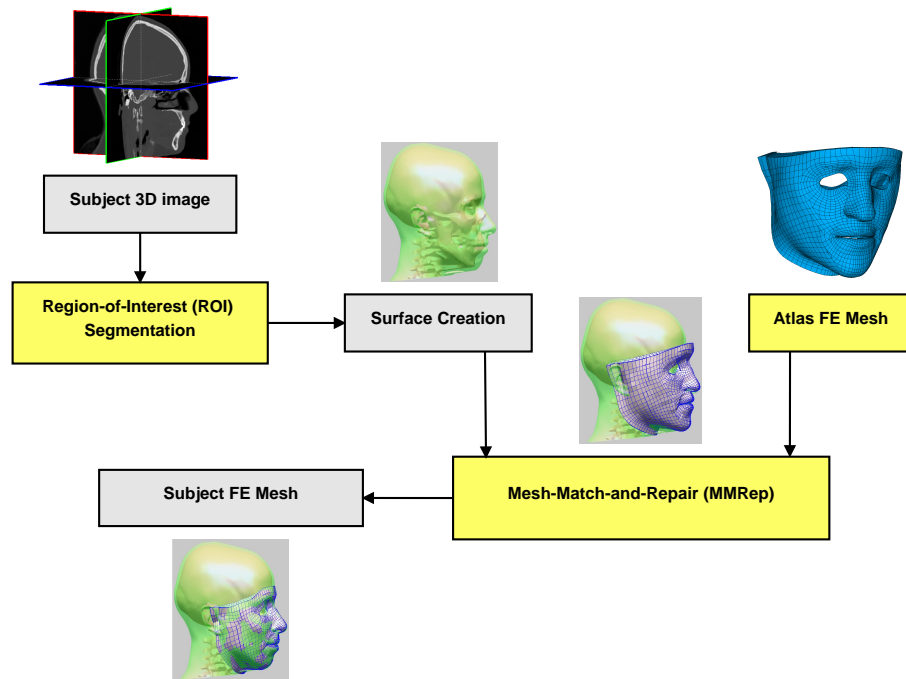 Subject 3D image
Region-of-Interest (ROI)
Segmentation
Surface Creation
Atlas FE Mesh
Mesh-Match-and-Repair (MMRep)
Subject FE Mesh